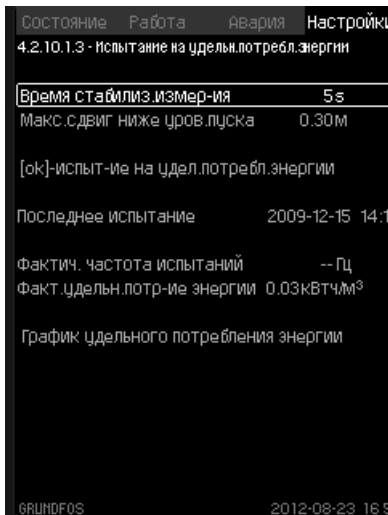 Состояние Работа Авария Настройки
4.2.10.1.3 - Испытание на удельн.потребл.энергии
Время стабилиз.измер-ия 5s
Макс.сдвиг ниже уров.пуска 0.30м
[ok]-испыт-ие на удел.потребл.энергии
Последнее испытание 2009-12-15 14:1
Фактич. частота испытаний -- Гц
Факт.удельн.потр-ие энергии 0.03кВтч/м³
График удельного потребления энергии
GRUNDFOS 2012-08-23 16:5